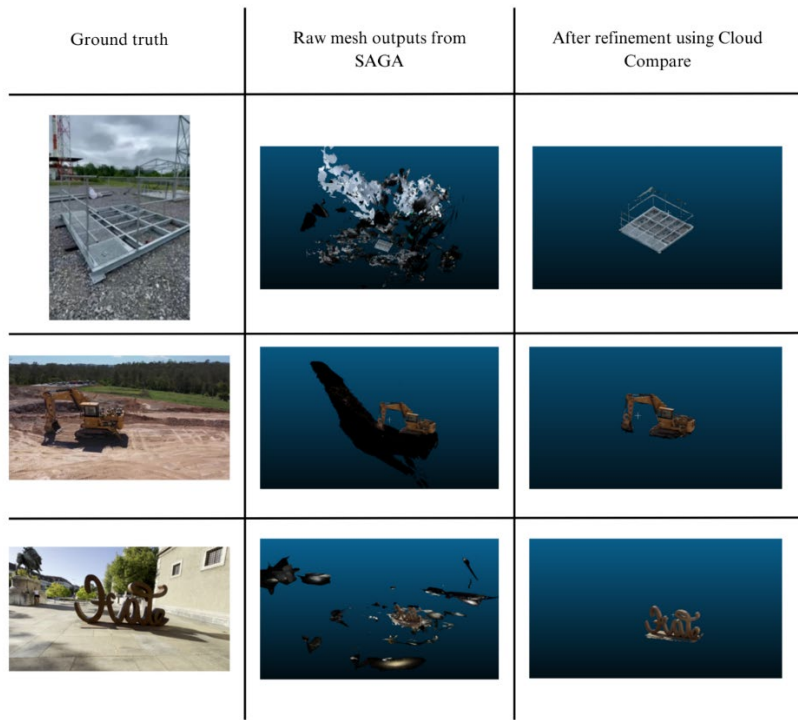 Ground truth
Raw mesh outputs from
SAGA
After refinement using Cloud
Compare